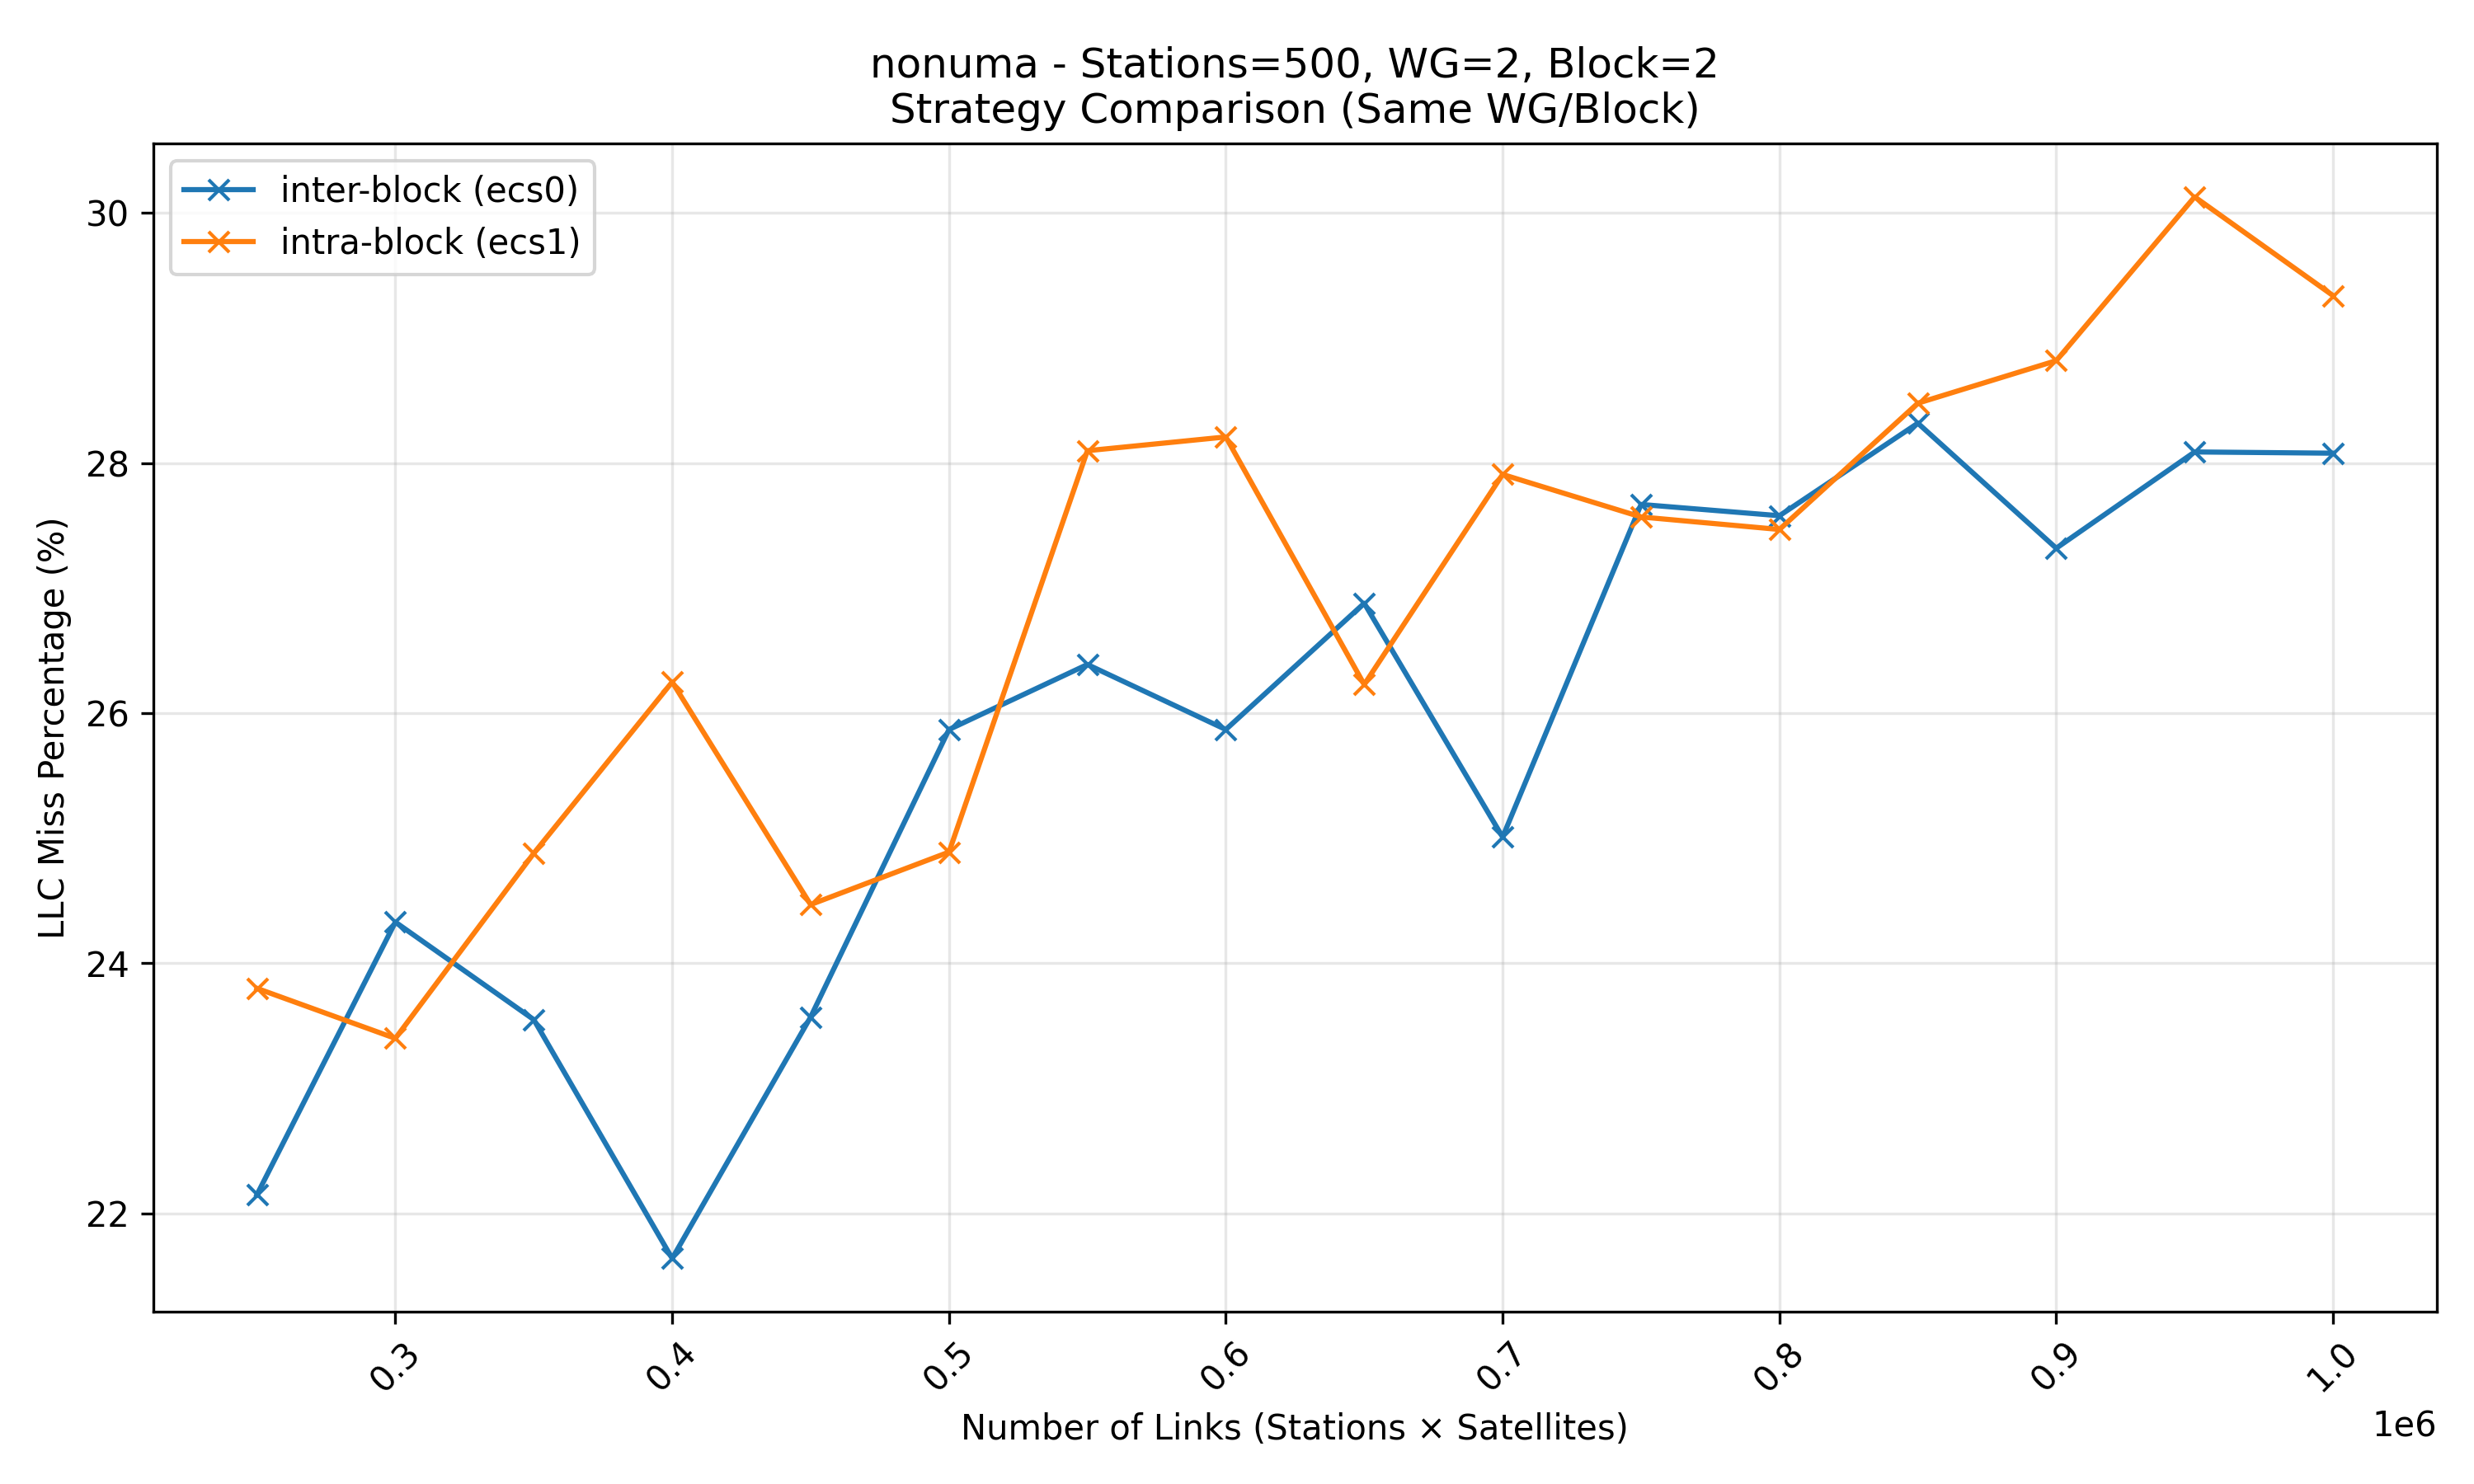 nonuma - Stations=500, WG=2, Block=2
Strategy Comparison (Same WG/Block)
inter-block (ecs0)
intra-block (ecs1)
LLC Miss Percentage (%)
30
28
26
24
22
0.3
0.4
0.5
0.6
0.7
0.8
0.9
1.0
1e6
Number of Links (Stations × Satellites)